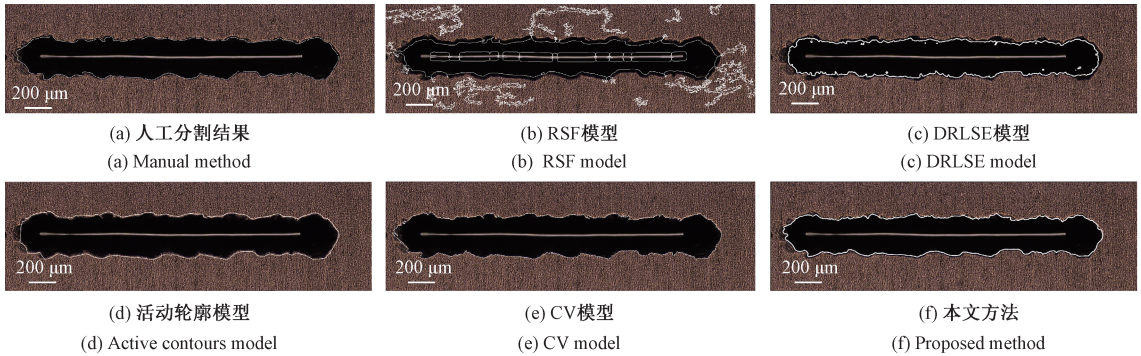 200 μm
200 μm
200 μm
(a) 人工分割结果
(b) RSF模型
(c) DRLSE模型
(a) Manual method
(b) RSF model
(c) DRLSE model
200 μm
200 μm
200 μm
(d) 活动轮廓模型
(e) CV模型
(f) 本文方法
(d) Active contours model
(e) CV model
(f) Proposed method